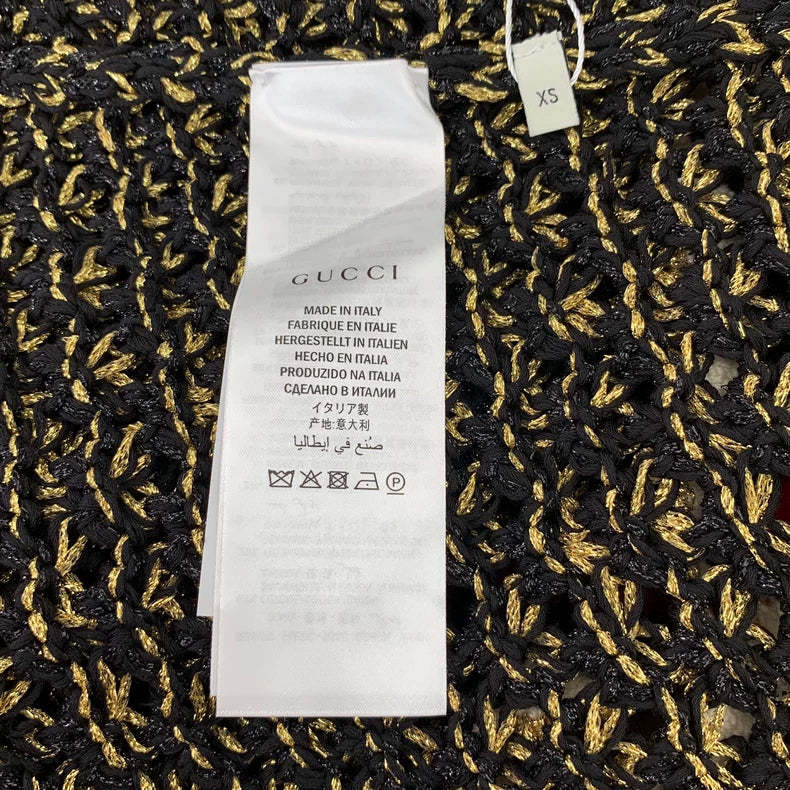 XS
GUCCI
MADE IN ITALY
FABRIQUE EN ITALIE
HERGESTELLT IN ITALIEN
HECHO EN ITALIA
PRODUZIDO NA ITALIA
СДЕЛАНО В ИТАЛИИ
イタリア製
产地:意大利
صُنع في إيطاليا
P